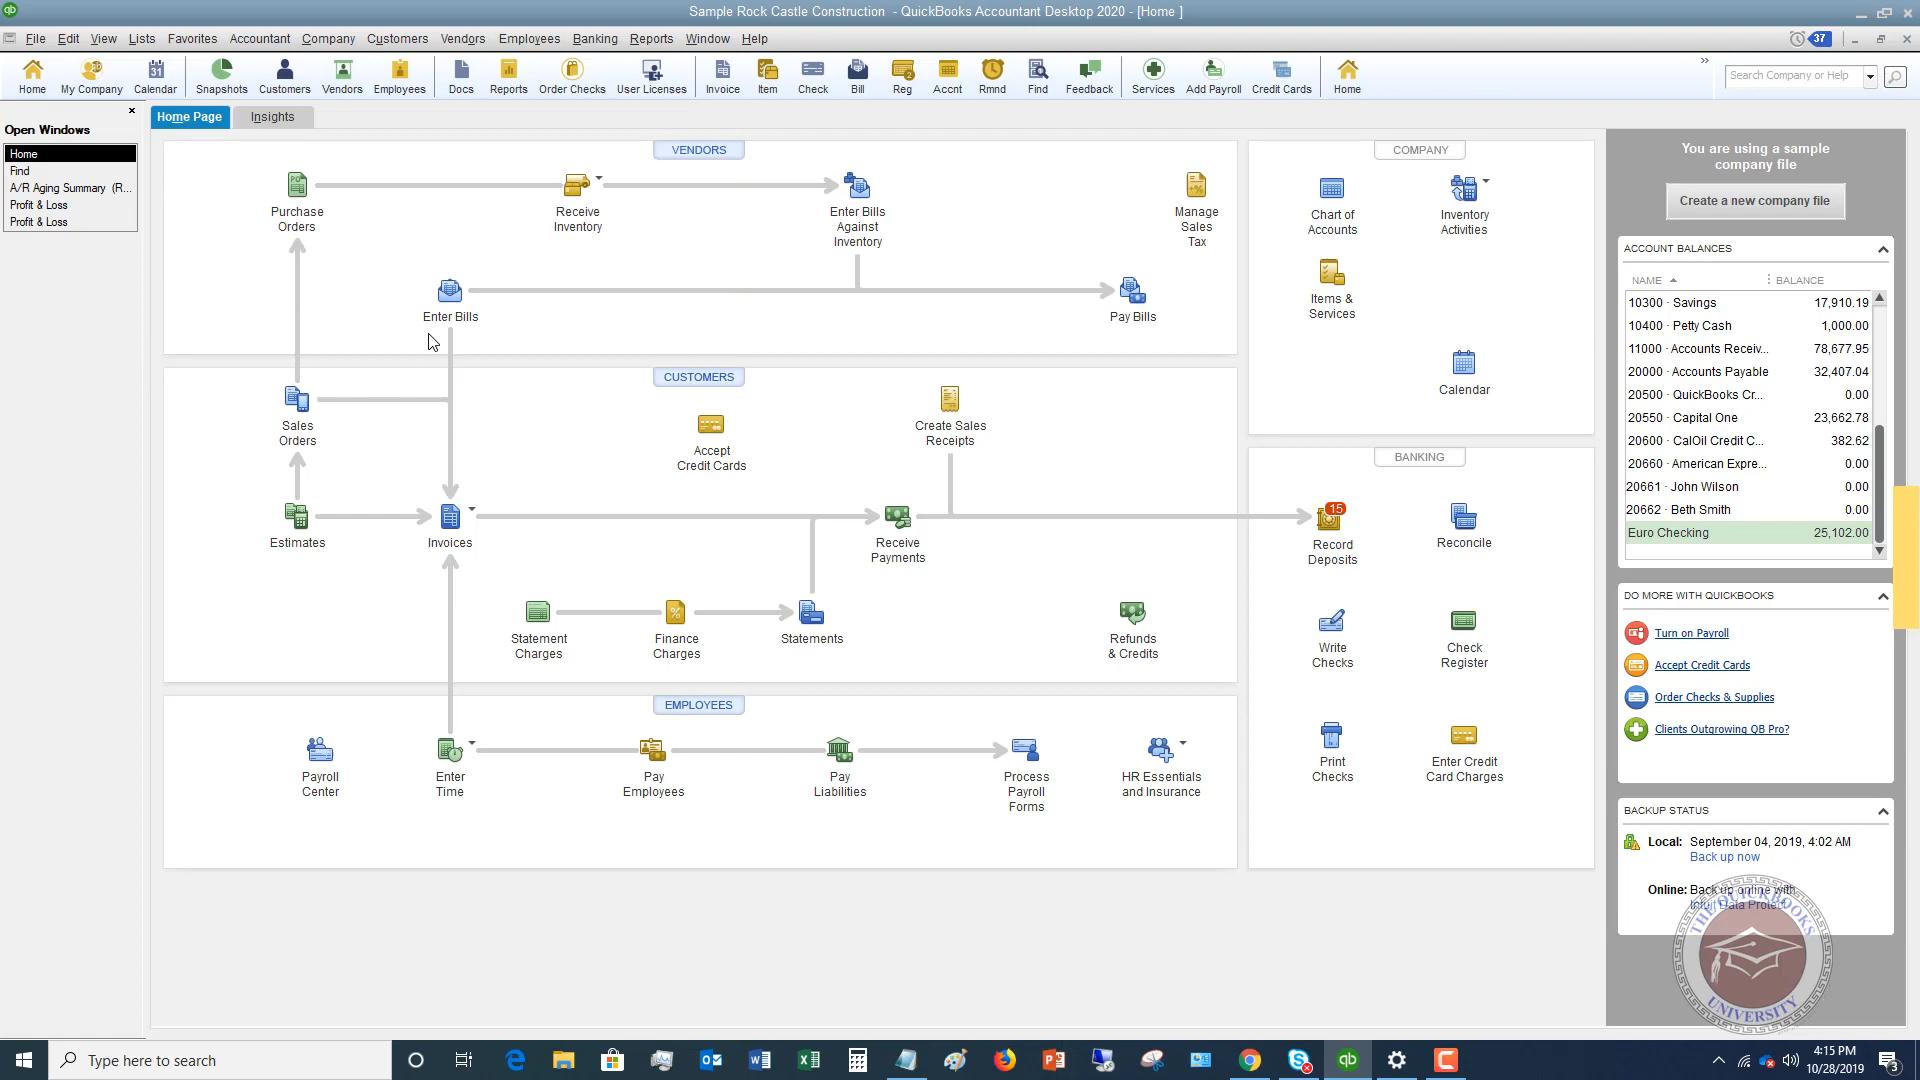 Sample Rock Castle Construction - QuickBooks Accountant Desktop 2020 - [Home ]
File Edit View Lists Favorites Accountant Company Customers Vendors Employees Banking Reports Window Help
37
Home My Company Calendar Snapshots Customers Vendors Employees Docs Reports Order Checks User Licenses Invoice Item Check Bill Reg Accnt Rmnd Find Feedback Services Add Payroll Credit Cards Home
Search Company or Help
Open Windows
Home
Find
A/R Aging Summary (R...
Profit & Loss
Profit & Loss
Home Page
Insights
VENDORS
Purchase
Orders
Receive
Inventory
Enter Bills
Against
Inventory
Manage
Sales
Tax
Enter Bills
Pay Bills
CUSTOMERS
Sales
Orders
Accept
Credit Cards
Create Sales
Receipts
Estimates
Invoices
Receive
Payments
Statement
Charges
Finance
Charges
Statements
Refunds
& Credits
EMPLOYEES
Payroll
Center
Enter
Time
Pay
Employees
Pay
Liabilities
Process
Payroll
Forms
HR Essentials
and Insurance
COMPANY
Chart of
Accounts
Inventory
Activities
Items &
Services
Calendar
BANKING
15
Record
Deposits
Reconcile
Write
Checks
Check
Register
Print
Checks
Enter Credit
Card Charges
You are using a sample
company file
Create a new company file
ACCOUNT BALANCES
NAME BALANCE
10300 · Savings 17,910.19
10400 · Petty Cash 1,000.00
11000 · Accounts Receiv... 78,677.95
20000 · Accounts Payable 32,407.04
20500 · QuickBooks Cr... 0.00
20550 · Capital One 23,662.78
20600 · CalOil Credit C... 382.62
20660 · American Expre... 0.00
20661 · John Wilson 0.00
20662 · Beth Smith 0.00
Euro Checking 25,102.00
DO MORE WITH QUICKBOOKS
Turn on Payroll
Accept Credit Cards
Order Checks & Supplies
Clients Outgrowing QB Pro?
BACKUP STATUS
Local: September 04, 2019, 4:02 AM
Back up now
Online: Back up online with
Intuit Data Protect
THE QUICKBOOKS
UNIVERSITY
Type here to search
4:15 PM
10/28/2019
3